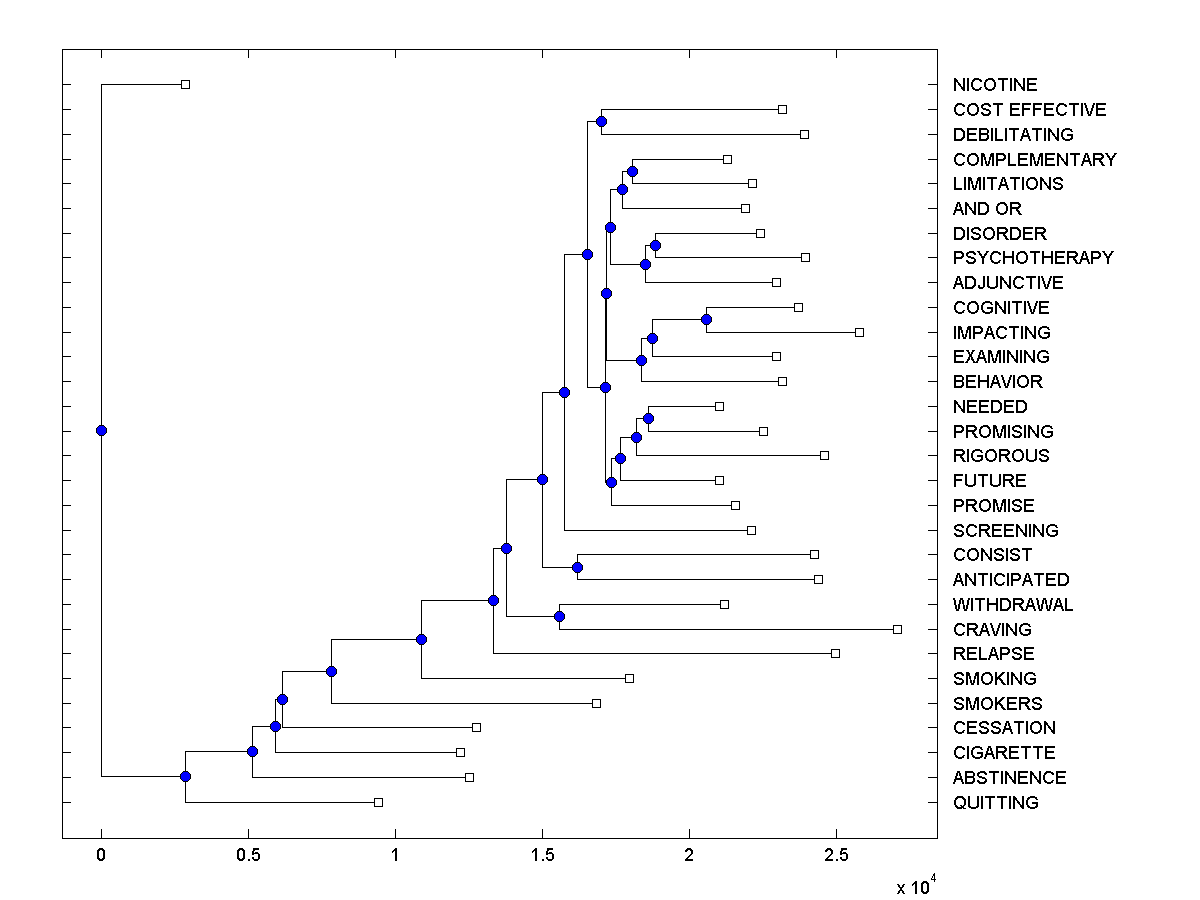 NICOTINE
COST EFFECTIVE
DEBILITATING
COMPLEMENTARY
LIMITATIONS
AND OR
DISORDER
PSYCHOTHERAPY
ADJUNCTIVE
COGNITIVE
IMPACTING
EXAMINING
BEHAVIOR
NEEDED
PROMISING
RIGOROUS
FUTURE
PROMISE
SCREENING
CONSIST
ANTICIPATED
WITHDRAWAL
CRAVING
RELAPSE
SMOKING
SMOKERS
CESSATION
CIGARETTE
ABSTINENCE
QUITTING
0 0.5 1 1.5 2 2.5
x 10^4